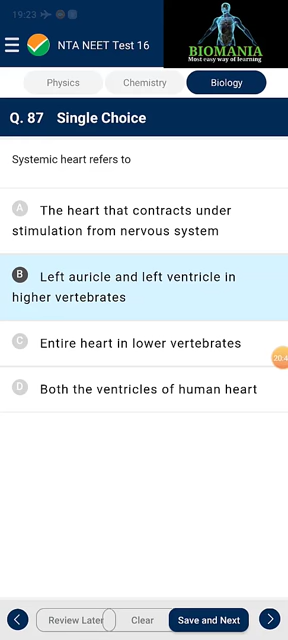 19:23
NTA NEET Test 16
BIOMANIA
Most easy way of learning
Physics Chemistry Biology
Q. 87 Single Choice
Systemic heart refers to
A The heart that contracts under
stimulation from nervous system
B Left auricle and left ventricle in
higher vertebrates
C Entire heart in lower vertebrates
20:4
D Both the ventricles of human heart
< Review Later Clear Save and Next >